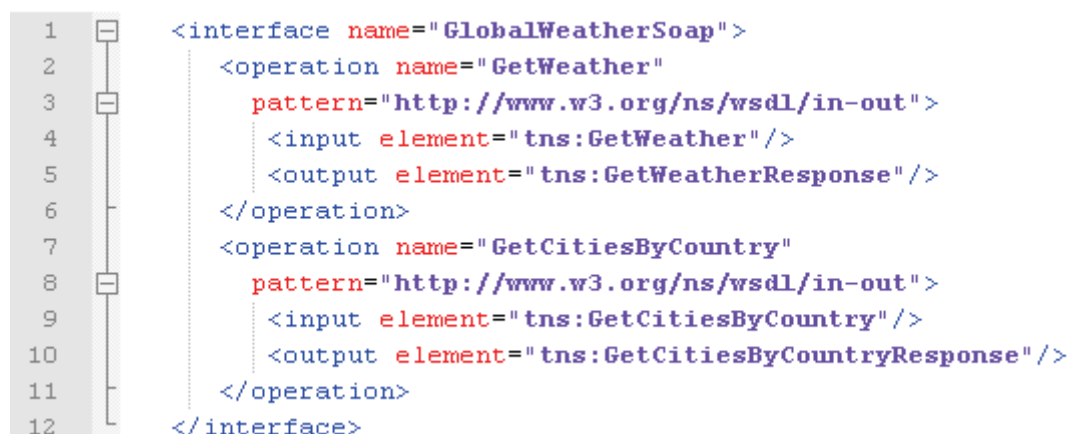 1 <interface name="GlobalWeatherSoap">
2 <operation name="GetWeather"
3 pattern="http://www.w3.org/ns/wsdl/in-out">
4 <input element="tns:GetWeather"/>
5 <output element="tns:GetWeatherResponse"/>
6 </operation>
7 <operation name="GetCitiesByCountry"
8 pattern="http://www.w3.org/ns/wsdl/in-out">
9 <input element="tns:GetCitiesByCountry"/>
10 <output element="tns:GetCitiesByCountryResponse"/>
11 </operation>
12 </interface>